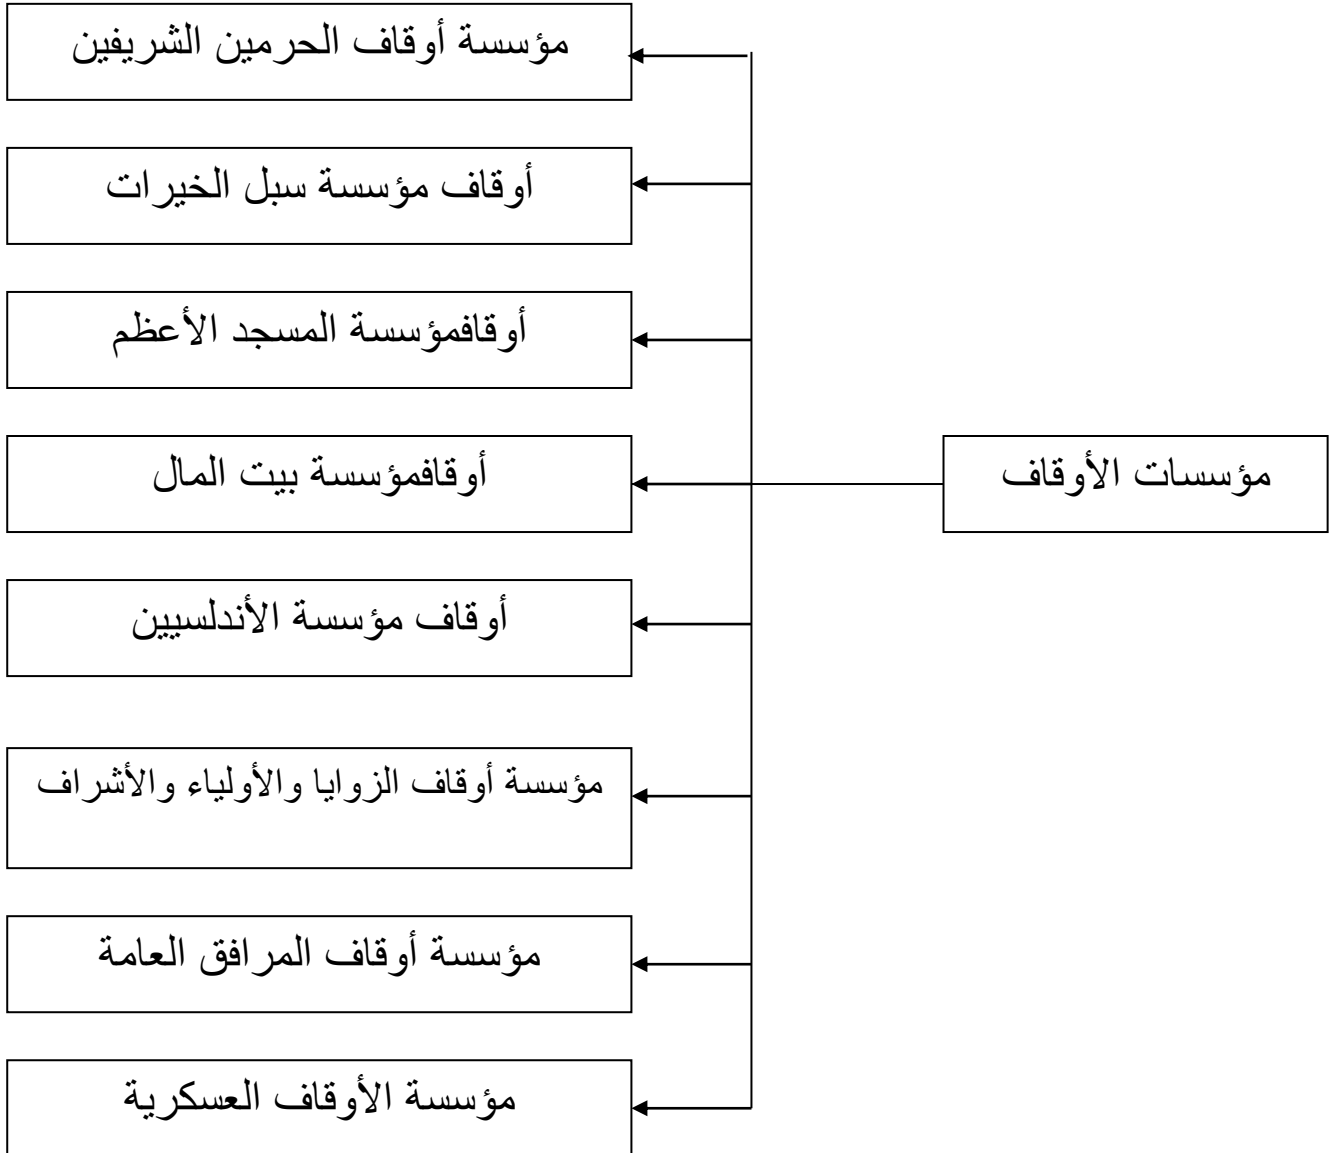 مؤسسة أوقاف الحرمين الشريفين
أوقاف مؤسسة سبل الخيرات
أوقافمؤسسة المسجد الأعظم
أوقافمؤسسة بيت المال
مؤسسات الأوقاف
أوقاف مؤسسة الأندلسيين
مؤسسة أوقاف الزوايا والأولياء والأشراف
مؤسسة أوقاف المرافق العامة
مؤسسة الأوقاف العسكرية